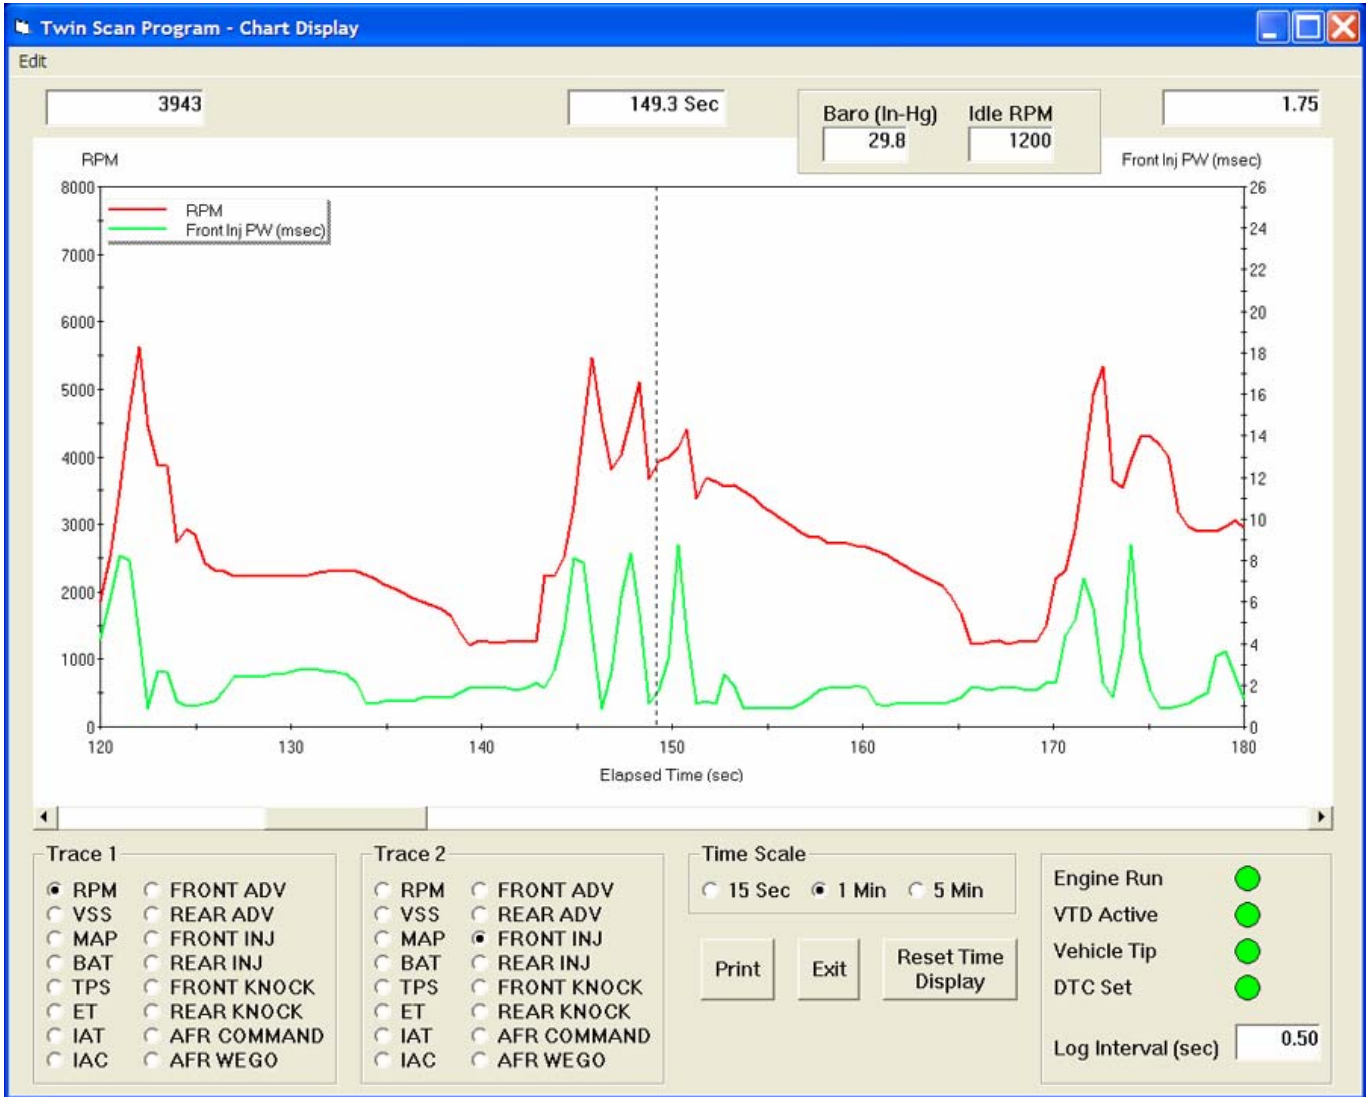 Twin Scan Program - Chart Display
Edit
3943
149.3 Sec
Baro (In-Hg) Idle RPM
29.8 1200
1.75
RPM
Front Inj PW (msec)
8000
7000
6000
5000
4000
3000
2000
1000
0
RPM
Front Inj PW (msec)
26
24
22
20
18
16
14
12
10
8
6
4
2
0
120 130 140 150 160 170 180
Elapsed Time (sec)
Trace 1
RPM FRONT ADV
VSS REAR ADV
MAP FRONT INJ
BAT REAR INJ
TPS FRONT KNOCK
ET REAR KNOCK
IAT AFR COMMAND
IAC AFR WEGO
Trace 2
RPM FRONT ADV
VSS REAR ADV
MAP FRONT INJ
BAT REAR INJ
TPS FRONT KNOCK
ET REAR KNOCK
IAT AFR COMMAND
IAC AFR WEGO
Time Scale
15 Sec 1 Min 5 Min
Print
Exit
Reset Time
Display
Engine Run
VTD Active
Vehicle Tip
DTC Set
Log Interval (sec) 0.50